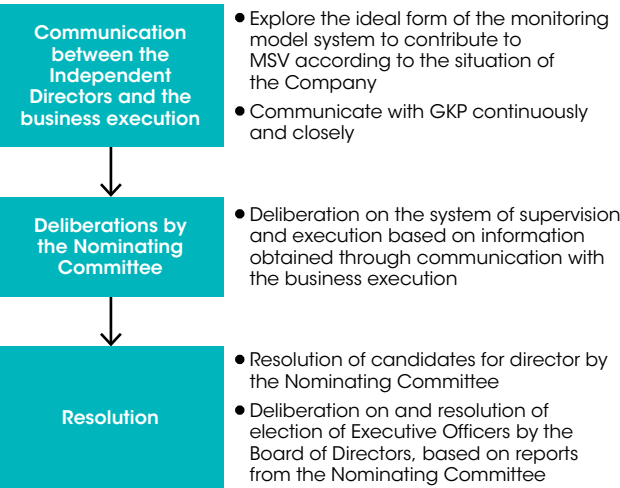 Communication
between the
Independent
Directors and the
business execution
● Explore the ideal form of the monitoring
model system to contribute to
MSV according to the situation of
the Company
● Communicate with GKP continuously
and closely
Deliberations by
the Nominating
Committee
● Deliberation on the system of supervision
and execution based on information
obtained through communication with
the business execution
Resolution
● Resolution of candidates for director by
the Nominating Committee
● Deliberation on and resolution of
election of Executive Officers by the
Board of Directors, based on reports
from the Nominating Committee